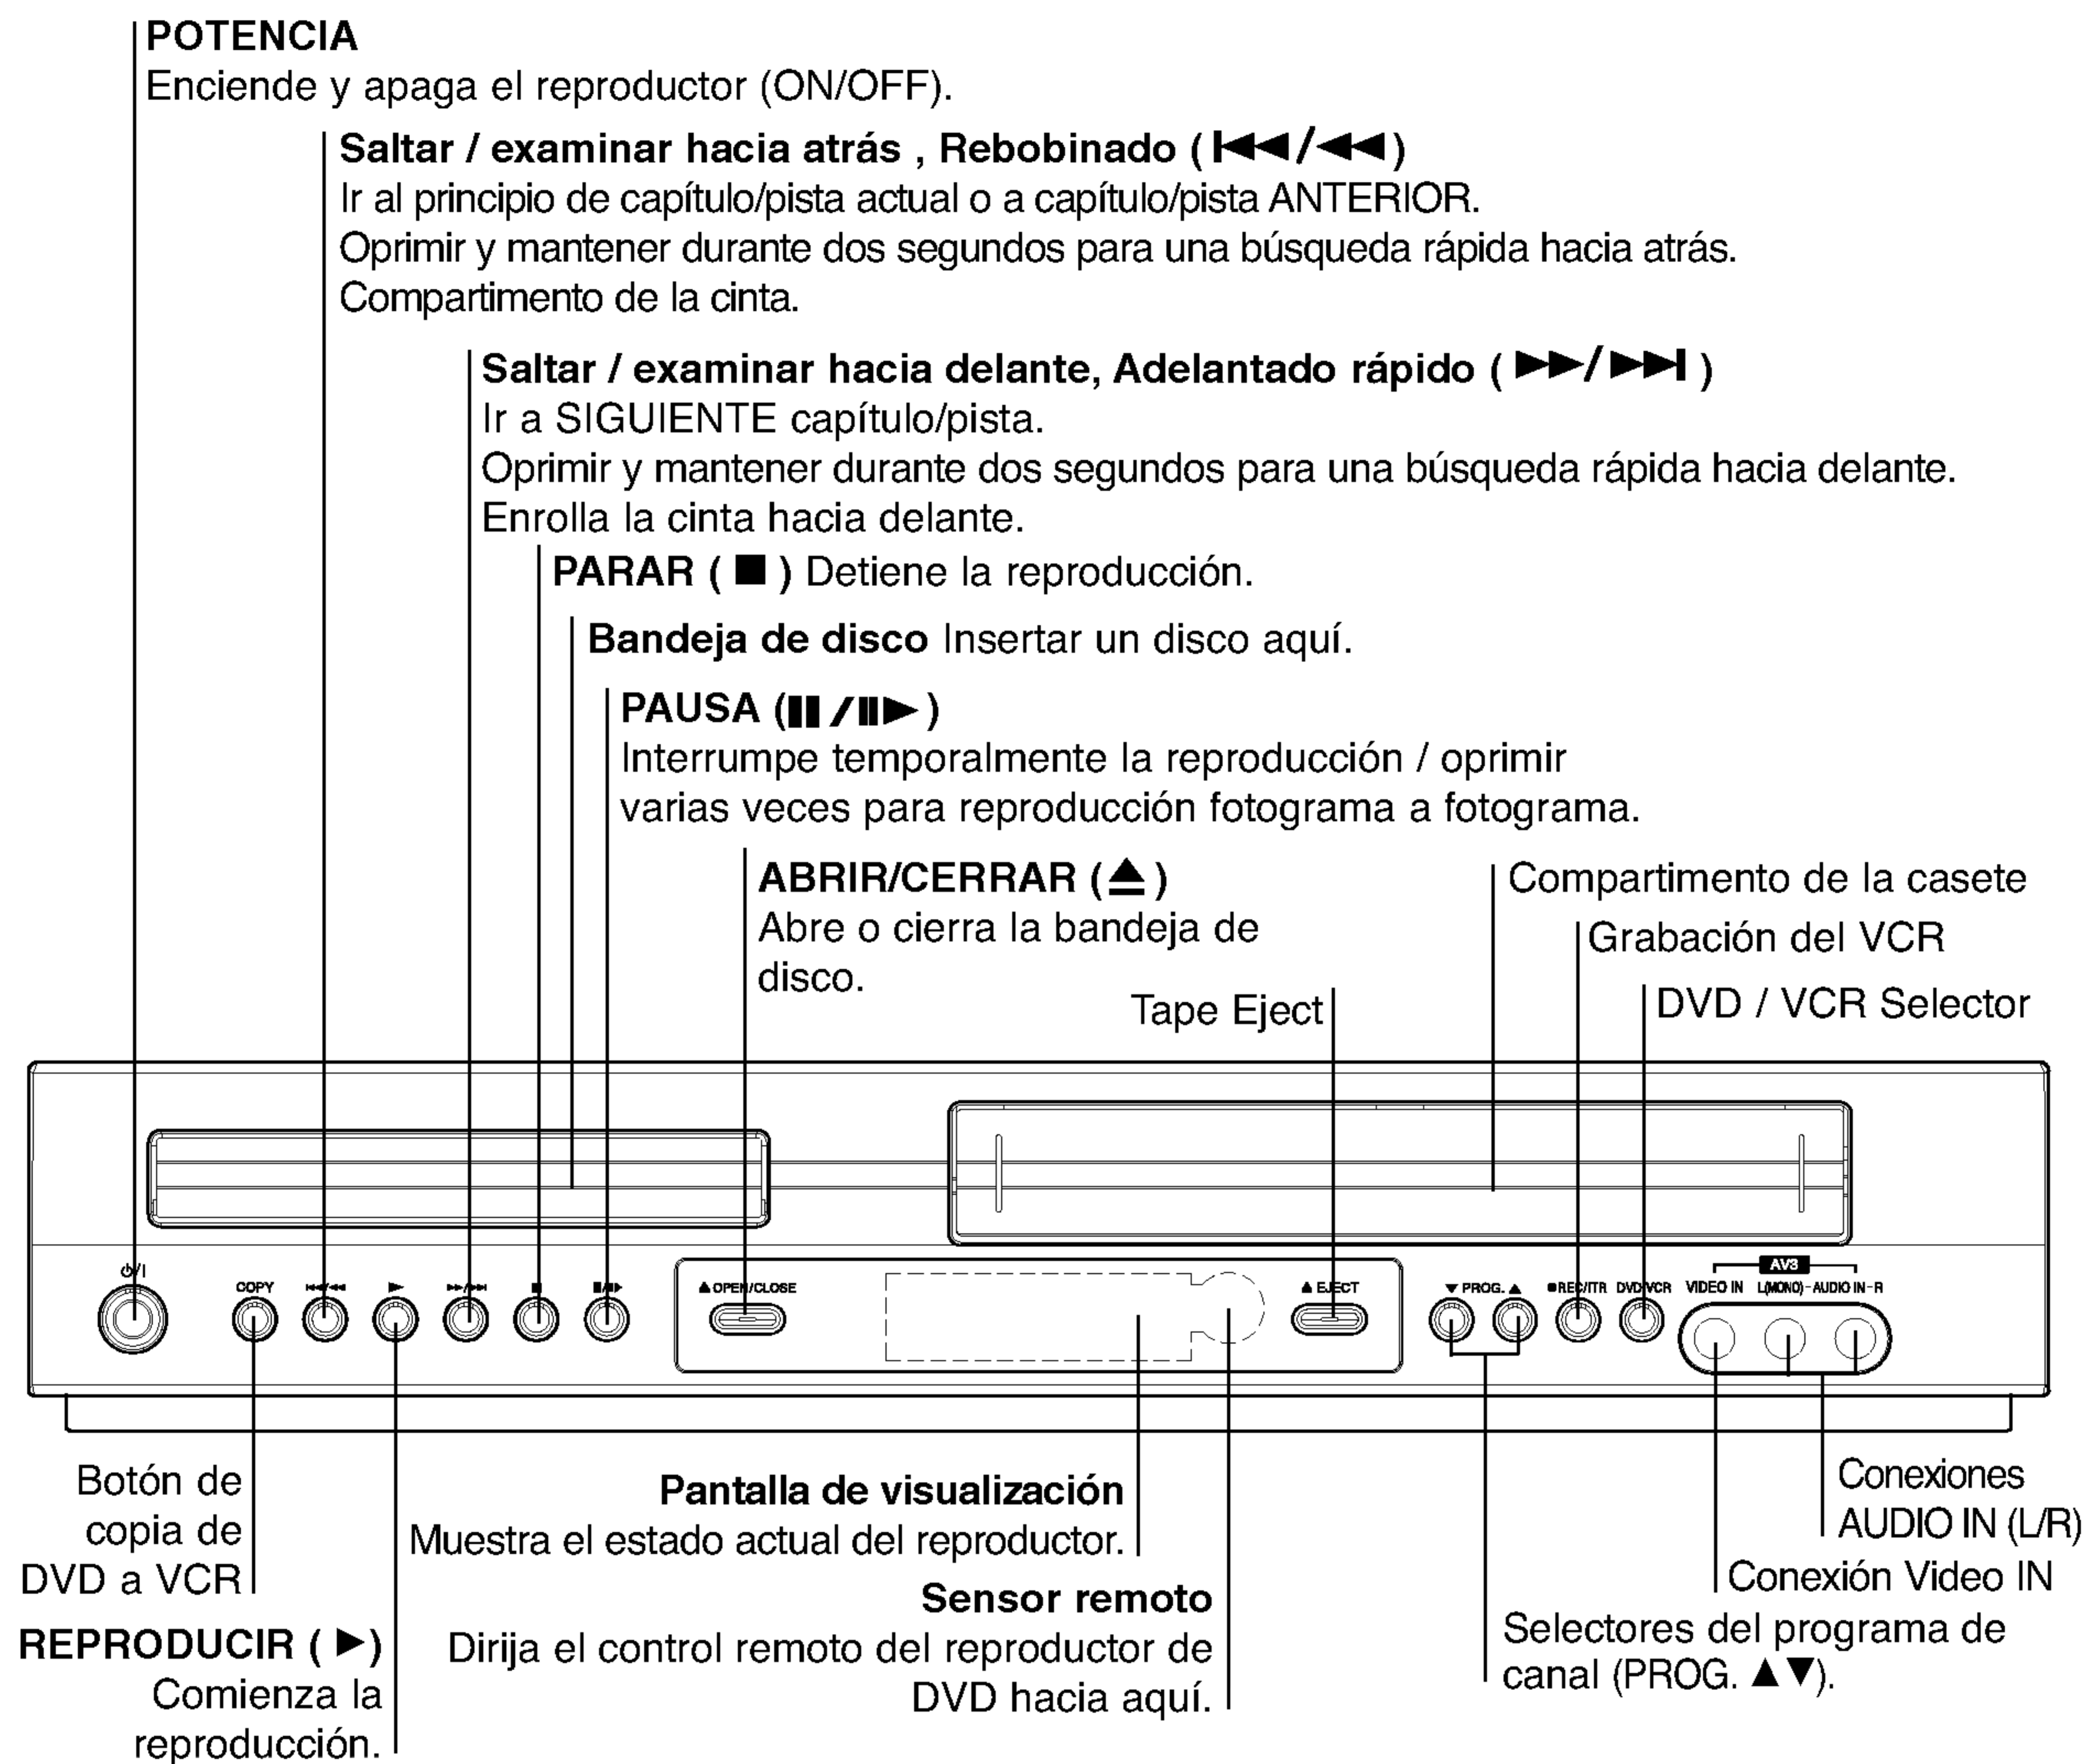 POTENCIA
Enciende y apaga el reproductor (ON/OFF).
Saltar / examinar hacia atrás , Rebobinado (⏮/◀◀)
Ir al principio de capítulo/pista actual o a capítulo/pista ANTERIOR.
Oprimir y mantener durante dos segundos para una búsqueda rápida hacia atrás.
Compartimento de la cinta.
Saltar / examinar hacia delante, Adelantado rápido ( ▶▶/▶▶I )
Ir a SIGUIENTE capítulo/pista.
Oprimir y mantener durante dos segundos para una búsqueda rápida hacia delante.
Enrolla la cinta hacia delante.
PARAR ( ■ ) Detiene la reproducción.
Bandeja de disco Insertar un disco aquí.
PAUSA (II /II▶)
Interrumpe temporalmente la reproducción / oprimir
varias veces para reproducción fotograma a fotograma.
ABRIR/CERRAR (⏏)
Abre o cierra la bandeja de
disco.
Compartimento de la casete
Grabación del VCR
DVD / VCR Selector
Tape Eject
⏻/I
COPY
I◀◀/◀◀
▶
▶▶/▶▶I
■
II/II▶
▲ OPEN/CLOSE
▲ EJECT
▼ PROG. ▲
●REC/ITR
DVD/VCR
AV3
VIDEO IN
L(MONO)-AUDIO IN-R
Botón de
copia de
DVD a VCR
REPRODUCIR ( ▶)
Comienza la
reproducción.
Pantalla de visualización
Muestra el estado actual del reproductor.
Sensor remoto
Dirija el control remoto del reproductor de
DVD hacia aquí.
Conexiones
AUDIO IN (L/R)
Conexión Video IN
Selectores del programa de
canal (PROG. ▲▼).